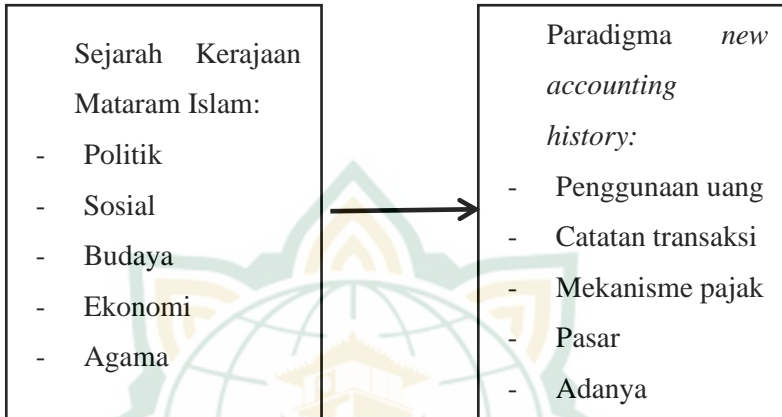 Sejarah Kerajaan
Mataram Islam:
- Politik
- Sosial
- Budaya
- Ekonomi
- Agama
Paradigma new
accounting
history:
- Penggunaan uang
- Catatan transaksi
- Mekanisme pajak
- Pasar
- Adanya